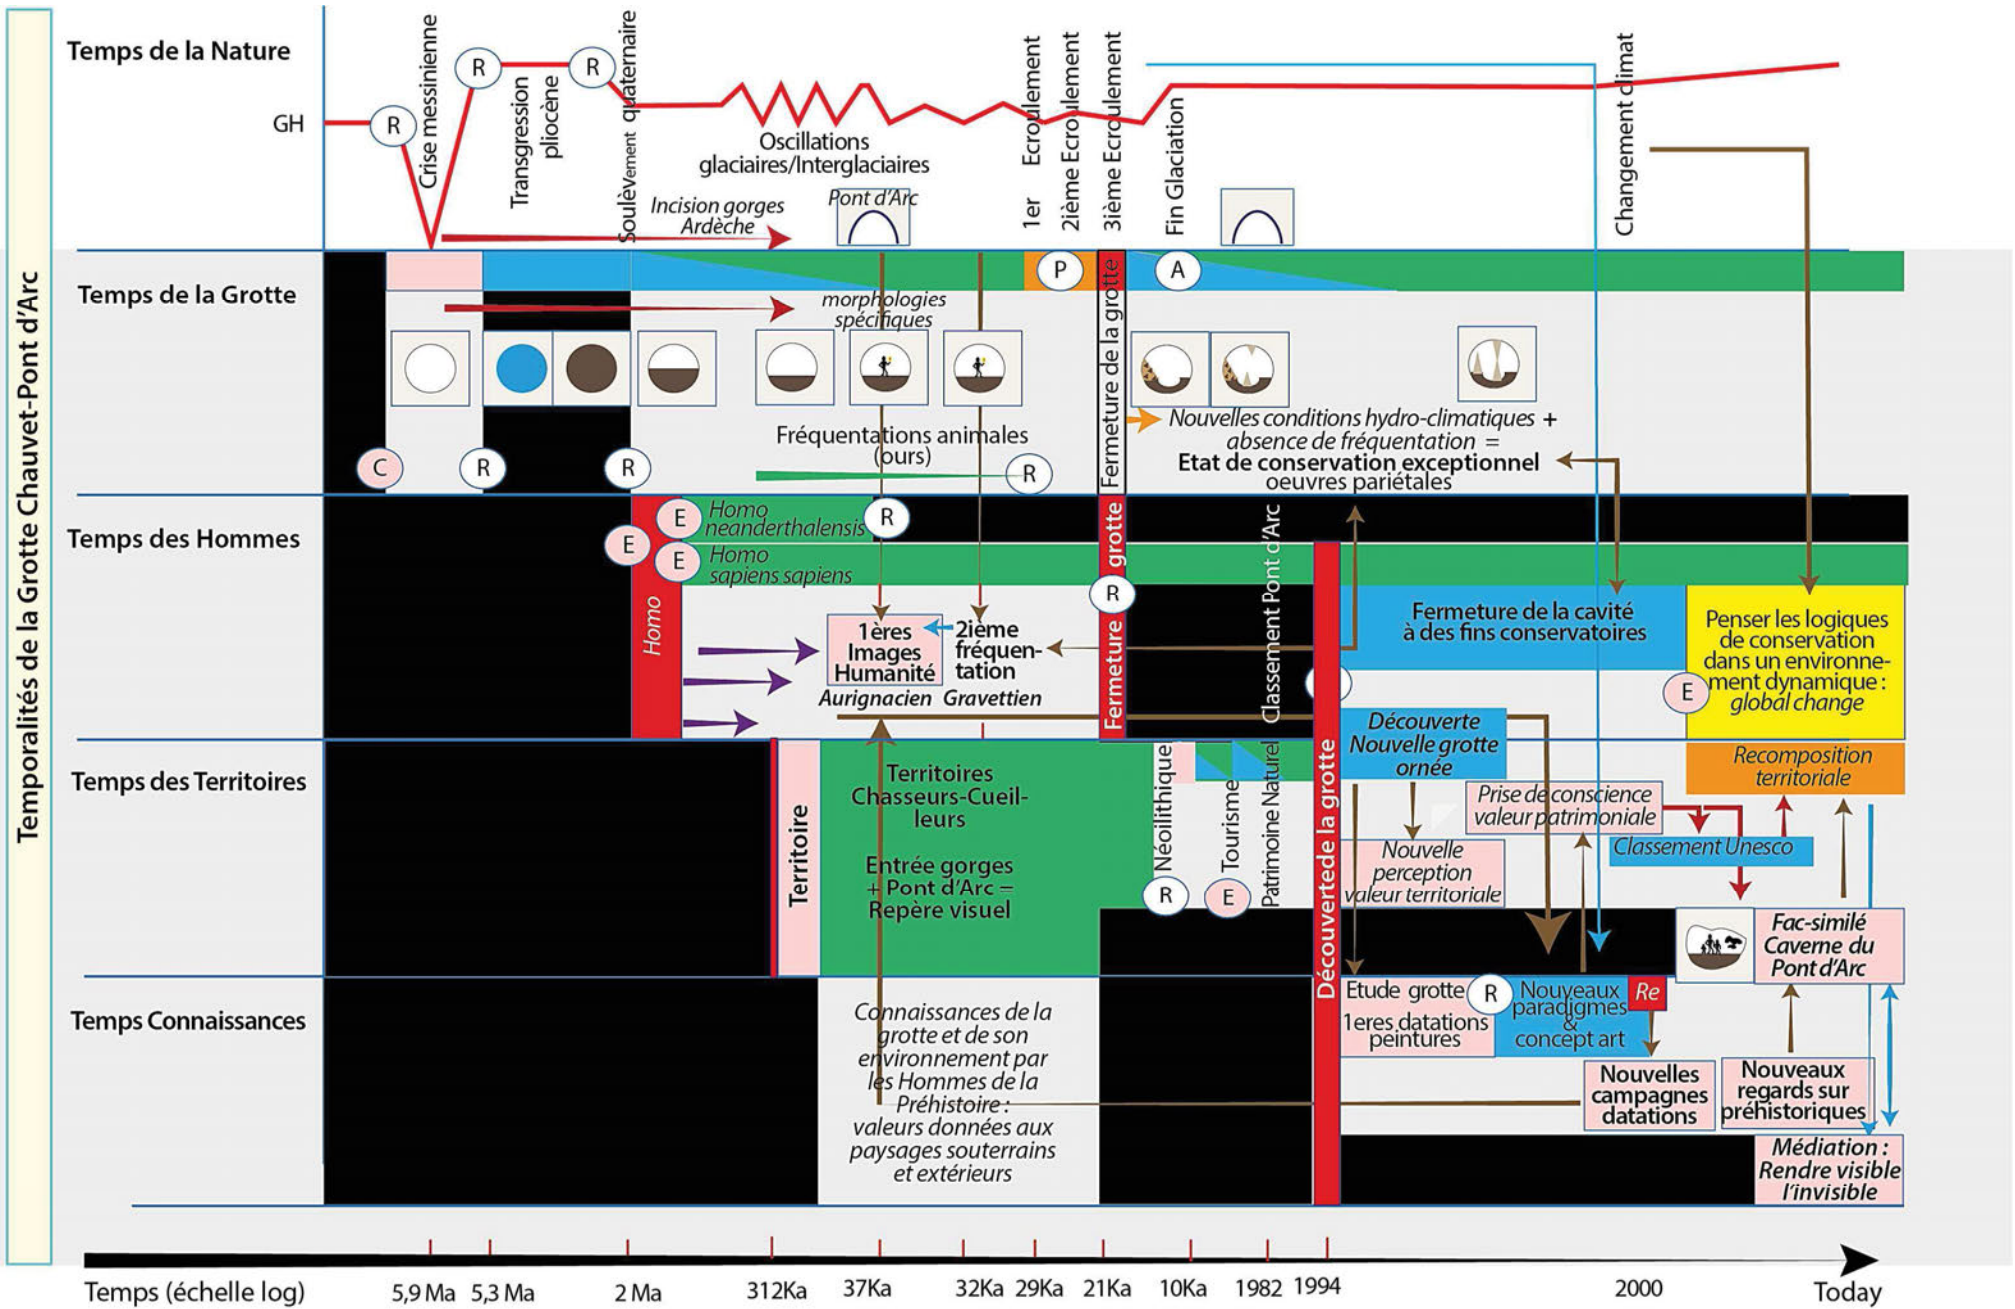 Temporalités de la Grotte Chauvet-Pont d'Arc
Temps de la Nature
GH
R
Crise messinienne
R
Transgression
pliocène
R
Soulèvement quaternaire
Oscillations
glaciaires/Interglaciaires
Incision gorges
Ardèche
Pont d'Arc
1er Ecroulement
2ième Ecroulement
3ième Ecroulement
Fin Glaciation
Changement climat
Temps de la Grotte
P
A
morphologies
spécifiques
Fermeture de la grotte
C
R
R
Fréquentations animales
(ours)
R
Nouvelles conditions hydro-climatiques +
absence de fréquentation =
Etat de conservation exceptionnel
oeuvres pariétales
Temps des Hommes
E
Homo
E
Homo
neanderthalensis
R
E
Homo
sapiens sapiens
1ères
Images
Humanité
Aurignacien
2ième
fréquen-
tation
Gravettien
Fermeture grotte
R
Classement Pont d'Arc
Fermeture de la cavité
à des fins conservatoires
Penser les logiques
de conservation
dans un environne-
ment dynamique :
global change
E
Découverte
Nouvelle grotte
ornée
Temps des Territoires
Territoire
Territoires
Chasseurs-Cueil-
leurs
Entrée gorges
+ Pont d'Arc =
Repère visuel
Néoilithique
R
Tourisme
E
Patrimoine Naturel
Découvertede la grotte
Nouvelle
perception
valeur territoriale
Prise de conscience
valeur patrimoniale
Classement Unesco
Recomposition
territoriale
Fac-similé
Caverne du
Pont d'Arc
Temps Connaissances
Connaissances de la
grotte et de son
environnement par
les Hommes de la
Préhistoire :
valeurs données aux
paysages souterrains
et extérieurs
Etude grotte
1eres datations
peintures
R
Nouveaux
paradigmes
&
concept art
Re
Nouvelles
campagnes
datations
Nouveaux
regards sur
préhistoriques
Médiation :
Rendre visible
l'invisible
Temps (échelle log)
5,9 Ma
5,3 Ma
2 Ma
312Ka
37Ka
32Ka
29Ka
21Ka
10Ka
1982
1994
2000
Today